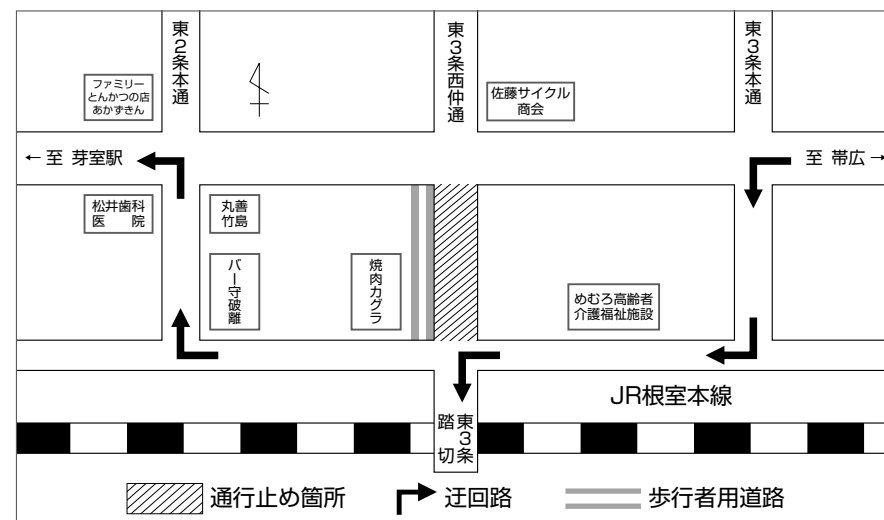 東2条本通
東3条西仲通
東3条本通
ファミリー
とんかつの店
あかずきん
佐藤サイクル
商会
← 至 芽室駅
至 帯広 →
松井歯科
医院
丸善
竹島
バー守破離
焼肉カグラ
めむろ高齢者
介護福祉施設
JR根室本線
東3条
踏切
通行止め箇所
迂回路
歩行者用道路